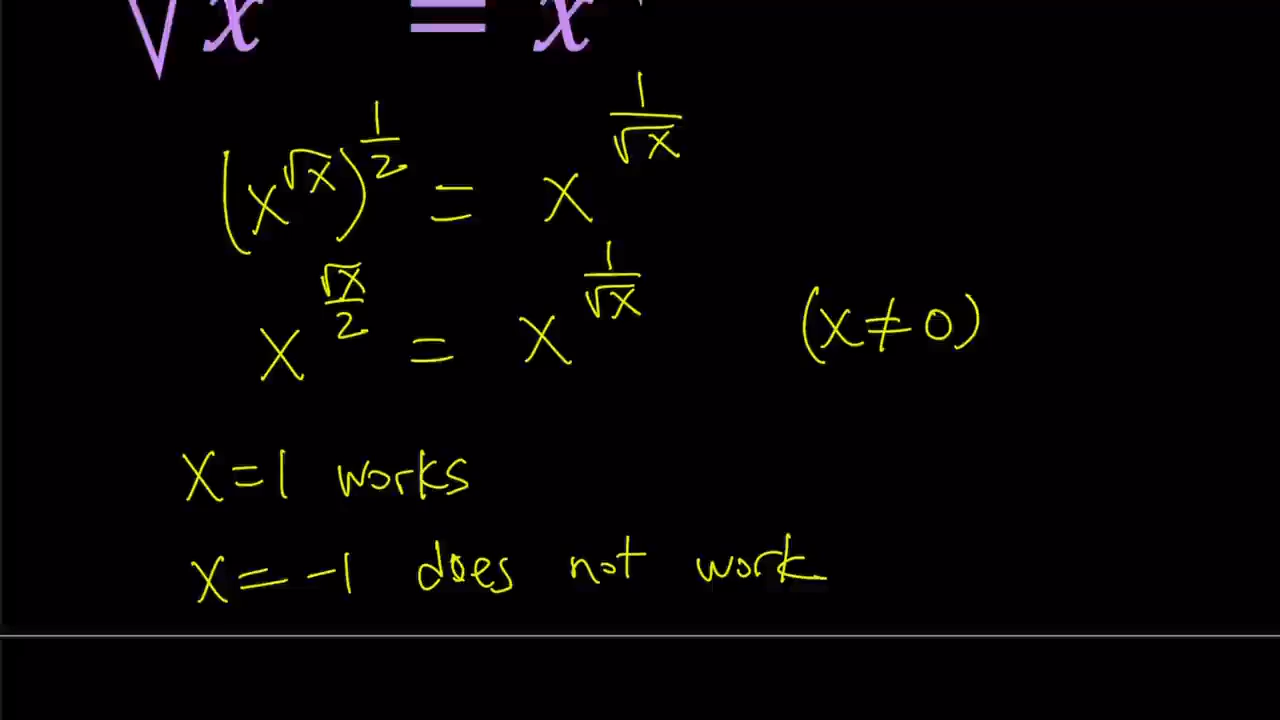 √x = x
(x^√x)^1/2 = x^1/√x
x^√x/2 = x^1/√x (x≠0)
x=1 works
x=-1 does not work